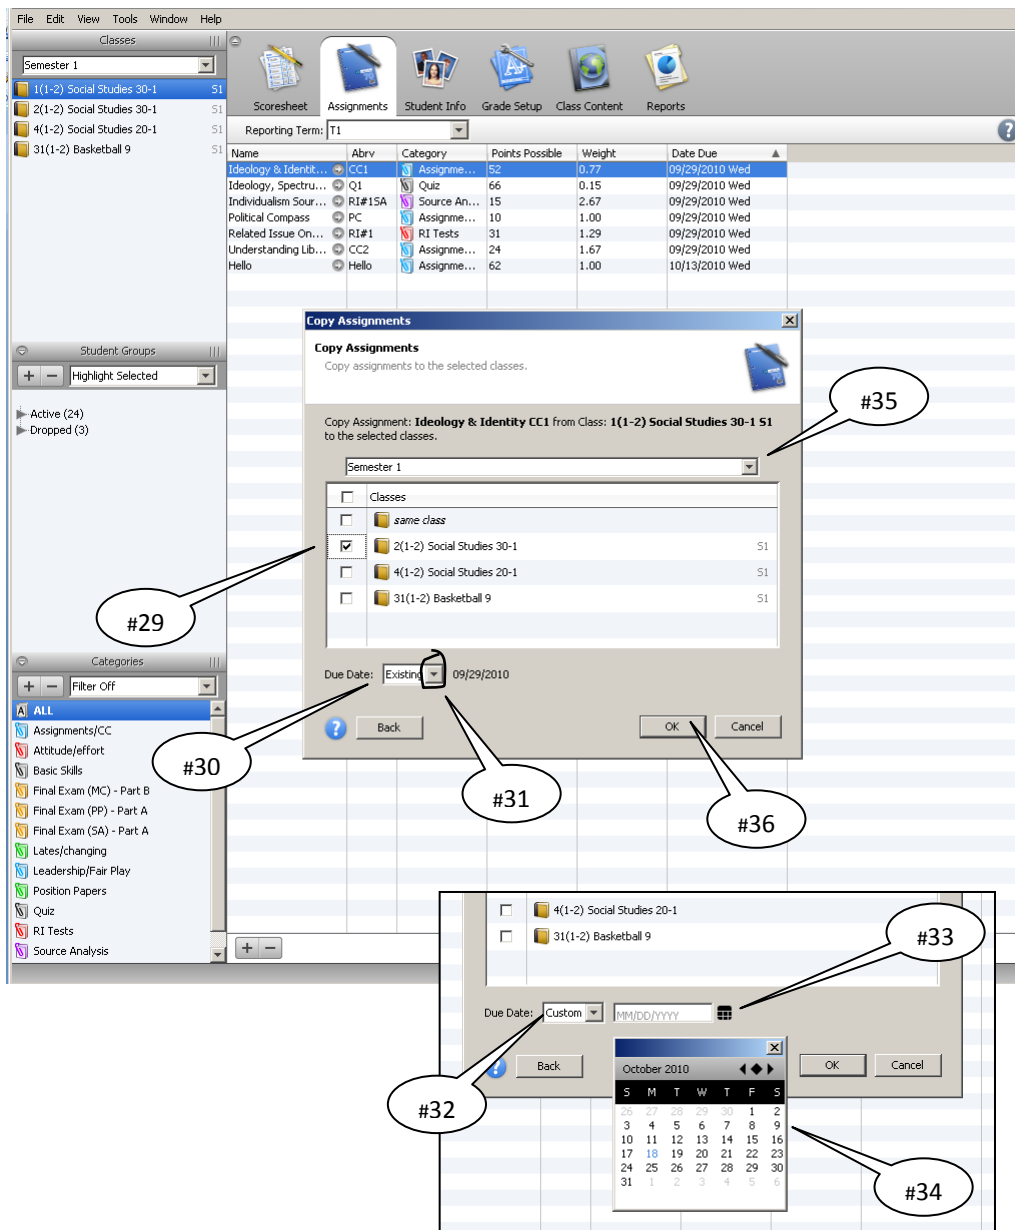 File Edit View Tools Window Help
Classes
Semester 1
1(1-2) Social Studies 30-1 S1
2(1-2) Social Studies 30-1 S1
4(1-2) Social Studies 20-1 S1
31(1-2) Basketball 9 S1
Scoresheet Assignments Student Info Grade Setup Class Content Reports
Reporting Term: T1
?
Name Abrv Category Points Possible Weight Date Due
Ideology & Identit... CC1 Assignme... 52 0.77 09/29/2010 Wed
Ideology, Spectru... Q1 Quiz 66 0.15 09/29/2010 Wed
Individualism Sour... RI#1SA Source An... 15 2.67 09/29/2010 Wed
Political Compass PC Assignme... 10 1.00 09/29/2010 Wed
Related Issue On... RI#1 RI Tests 31 1.29 09/29/2010 Wed
Understanding Lib... CC2 Assignme... 24 1.67 09/29/2010 Wed
Hello Hello Assignme... 62 1.00 10/13/2010 Wed
Student Groups
+ − Highlight Selected
Active (24)
Dropped (3)
Categories
+ − Filter Off
ALL
Assignments/CC
Attitude/effort
Basic Skills
Final Exam (MC) - Part B
Final Exam (PP) - Part A
Final Exam (SA) - Part A
Lates/changing
Leadership/Fair Play
Position Papers
Quiz
RI Tests
Source Analysis
+ −
Copy Assignments
Copy Assignments
Copy assignments to the selected classes.
Copy Assignment: Ideology & Identity CC1 from Class: 1(1-2) Social Studies 30-1 S1
to the selected classes.
Semester 1
Classes
same class
2(1-2) Social Studies 30-1 S1
4(1-2) Social Studies 20-1 S1
31(1-2) Basketball 9 S1
Due Date: Existing 09/29/2010
? Back OK Cancel
#35
#29
#30
#31
#36
4(1-2) Social Studies 20-1
31(1-2) Basketball 9
#33
Due Date: Custom MM/DD/YYYY
? Back OK Cancel
#32
October 2010
S M T W T F S
26 27 28 29 30 1 2
3 4 5 6 7 8 9
10 11 12 13 14 15 16
17 18 19 20 21 22 23
24 25 26 27 28 29 30
31 1 2 3 4 5 6
#34